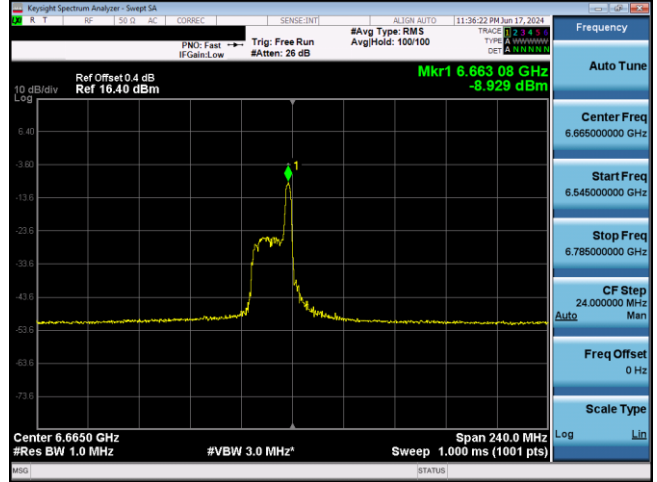 Keysight Spectrum Analyzer - Swept SA
R T RF 50 Ω AC CORREC SENSE:INT ALIGN AUTO 11:36:22 PM Jun 17, 2024
PNO: Fast
IFGain:Low
Trig: Free Run
#Atten: 26 dB
#Avg Type: RMS
Avg|Hold: 100/100
TRACE 1 2 3 4 5 6
TYPE A WWWWW
DET A N N N N N
Ref Offset 0.4 dB
10 dB/div Ref 16.40 dBm
Log
Mkr1 6.663 08 GHz
-8.929 dBm
1
6.40
-3.60
-13.6
-23.6
-33.6
-43.6
-53.6
-63.6
-73.6
Center 6.6650 GHz
Span 240.0 MHz
#Res BW 1.0 MHz
#VBW 3.0 MHz*
Sweep 1.000 ms (1001 pts)
MSG
STATUS
Frequency
Auto Tune
Center Freq
6.665000000 GHz
Start Freq
6.545000000 GHz
Stop Freq
6.785000000 GHz
CF Step
24.000000 MHz
Auto Man
Freq Offset
0 Hz
Scale Type
Log Lin